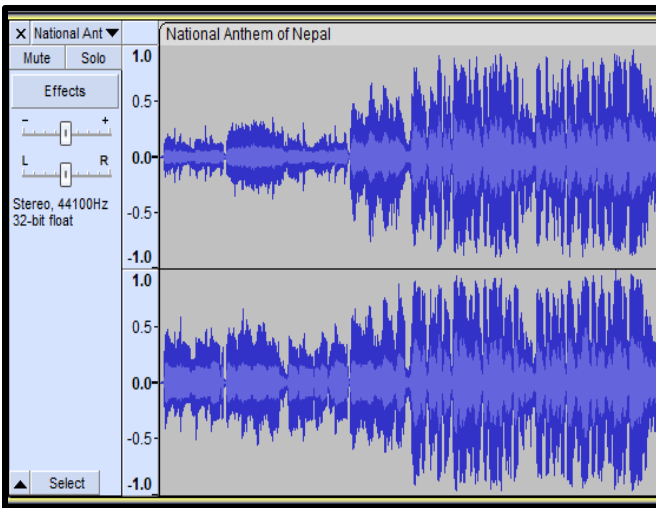 × National Ant ▼ National Anthem of Nepal
Mute Solo
Effects
- +
L R
Stereo, 44100Hz
32-bit float
▲ Select
1.0
0.5
0.0
-0.5
-1.0
1.0
0.5
0.0
-0.5
-1.0